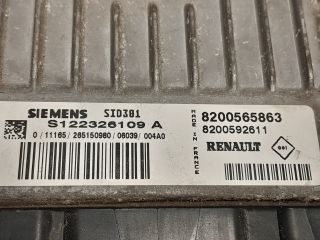 SIEMENS SID301
S122326109 A
0 / 11165 / 265150980 / 06039 / 004A0
MADE IN FRANCE
8200565863
8200592611
RENAULT